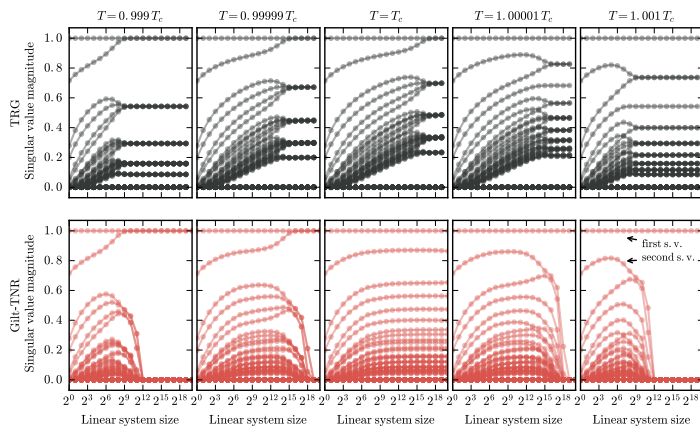 T = 0.999 T_c
T = 0.99999 T_c
T = T_c
T = 1.00001 T_c
T = 1.001 T_c
TRG
Singular value magnitude
1.0
0.8
0.6
0.4
0.2
0.0
Gilt-TNR
Singular value magnitude
1.0
0.8
0.6
0.4
0.2
0.0
first s. v.
second s. v.
2^0 2^3 2^6 2^9 2^12 2^15 2^18
2^0 2^3 2^6 2^9 2^12 2^15 2^18
2^0 2^3 2^6 2^9 2^12 2^15 2^18
2^0 2^3 2^6 2^9 2^12 2^15 2^18
2^0 2^3 2^6 2^9 2^12 2^15 2^18
Linear system size
Linear system size
Linear system size
Linear system size
Linear system size